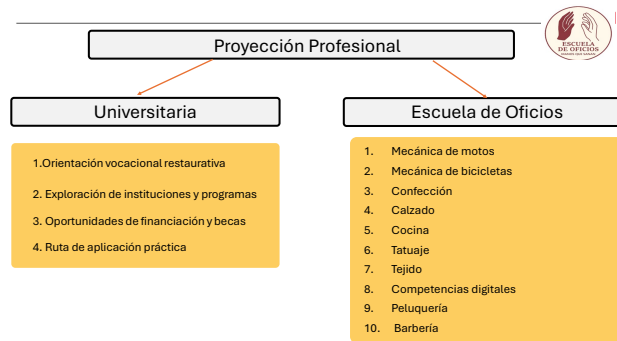 Proyección Profesional
ESCUELA
DE OFICIOS
Universitaria
Escuela de Oficios
1.Orientación vocacional restaurativa
2. Exploración de instituciones y programas
3. Oportunidades de financiación y becas
4. Ruta de aplicación práctica
1. Mecánica de motos
2. Mecánica de bicicletas
3. Confección
4. Calzado
5. Cocina
6. Tatuaje
7. Tejido
8. Competencias digitales
9. Peluquería
10. Barbería